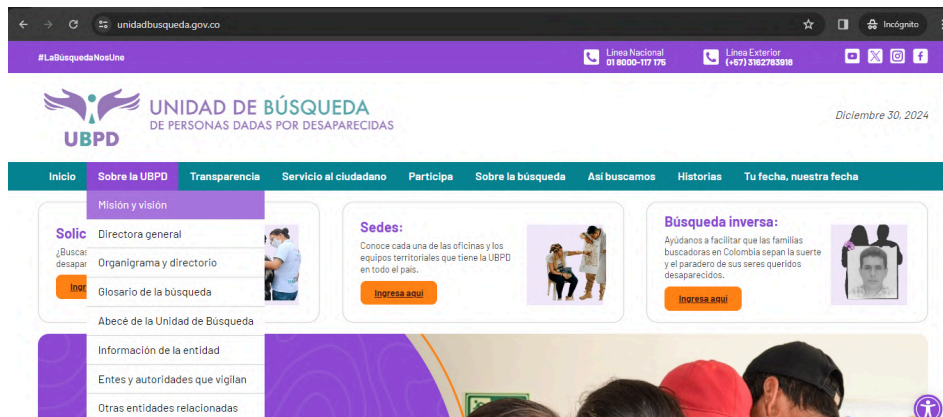 unidadbusqueda.gov.co
Incógnito
#LaBúsquedaNosUne
Línea Nacional
01 8000-117 175
Línea Exterior
(+57) 3162783918
UBPD
UNIDAD DE BÚSQUEDA
DE PERSONAS DADAS POR DESAPARECIDAS
Diciembre 30, 2024
Inicio Sobre la UBPD Transparencia Servicio al ciudadano Participa Sobre la búsqueda Así buscamos Historias Tu fecha, nuestra fecha
Misión y visión
Directora general
Organigrama y directorio
Glosario de la búsqueda
Abecé de la Unidad de Búsqueda
Información de la entidad
Entes y autoridades que vigilan
Otras entidades relacionadas
Solic
¿Buscas
desapar
Ingr
Sedes:
Conoce cada una de las oficinas y los
equipos territoriales que tiene la UBPD
en todo el país.
Ingresa aquí
Búsqueda inversa:
Ayúdanos a facilitar que las familias
buscadoras en Colombia sepan la suerte
y el paradero de sus seres queridos
desaparecidos.
Ingresa aquí